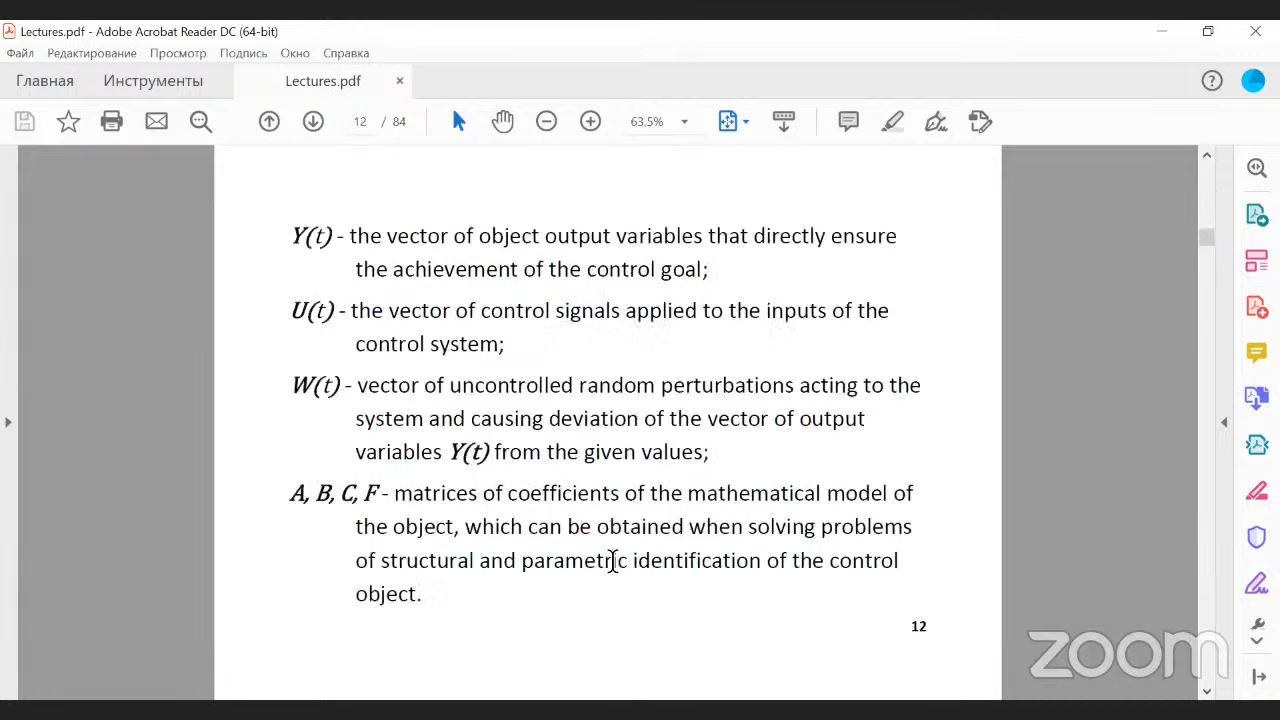 Lectures.pdf - Adobe Acrobat Reader DC (64-bit)
Файл Редактирование Просмотр Подпись Окно Справка
Главная Инструменты Lectures.pdf ×
12 / 84 63,5%
Y(t) - the vector of object output variables that directly ensure
the achievement of the control goal;
U(t) - the vector of control signals applied to the inputs of the
control system;
W(t) - vector of uncontrolled random perturbations acting to the
system and causing deviation of the vector of output
variables Y(t) from the given values;
A, B, C, F - matrices of coefficients of the mathematical model of
the object, which can be obtained when solving problems
of structural and parametric identification of the control
object.
12
zoom